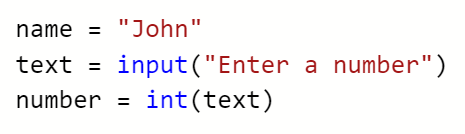 name = "John"
text = input("Enter a number")
number = int(text)